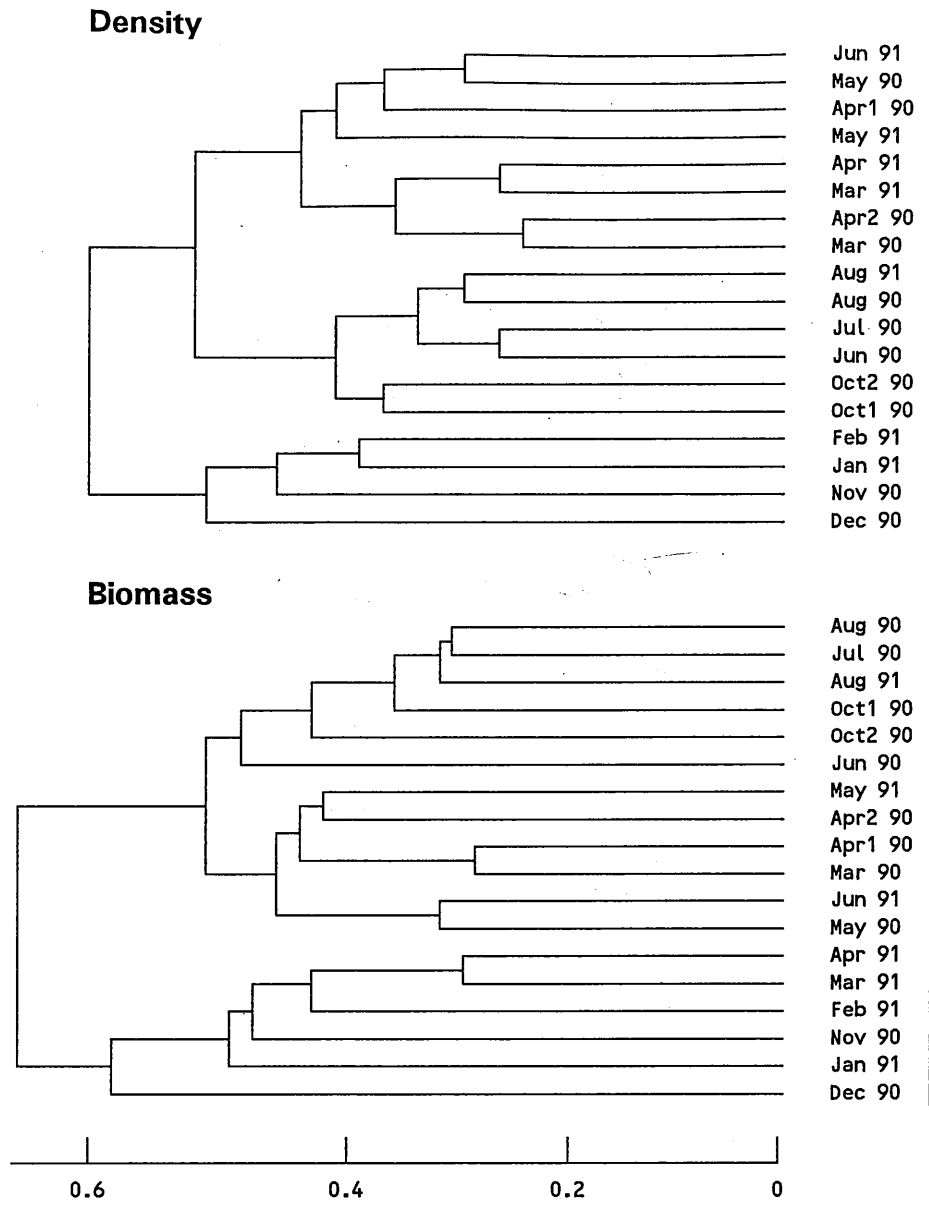 Density
Jun 91
May 90
Apr1 90
May 91
Apr 91
Mar 91
Apr2 90
Mar 90
Aug 91
Aug 90
Jul 90
Jun 90
Oct2 90
Oct1 90
Feb 91
Jan 91
Nov 90
Dec 90
Biomass
Aug 90
Jul 90
Aug 91
Oct1 90
Oct2 90
Jun 90
May 91
Apr2 90
Apr1 90
Mar 90
Jun 91
May 90
Apr 91
Mar 91
Feb 91
Nov 90
Jan 91
Dec 90
0.6 0.4 0.2 0